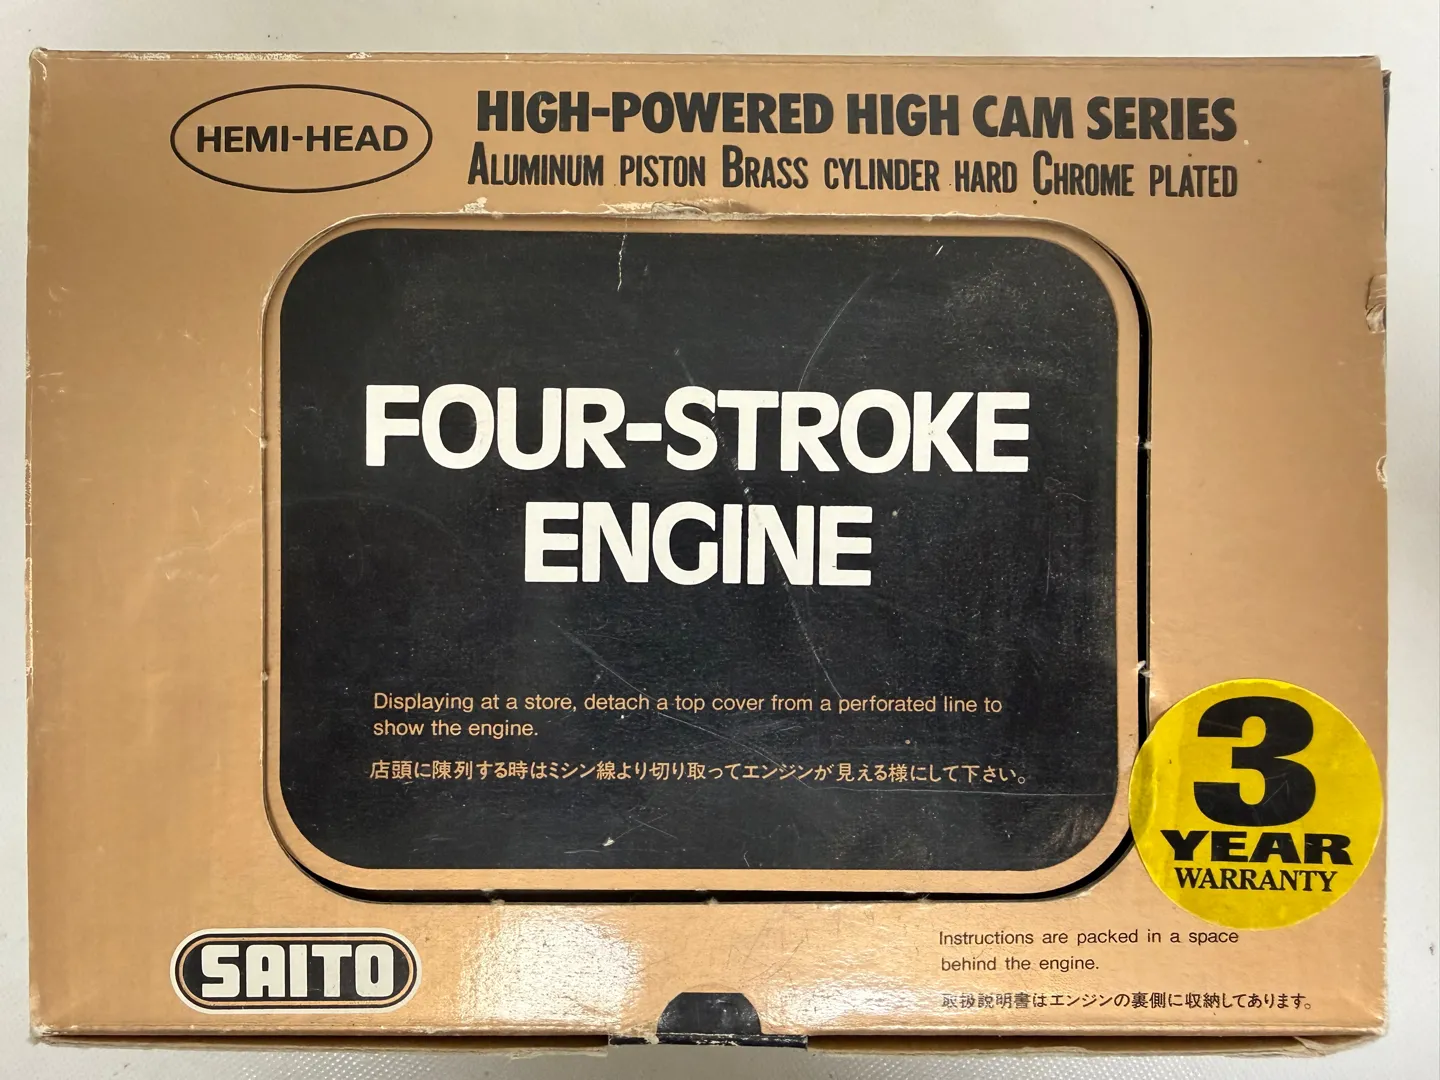 HEMI-HEAD
HIGH-POWERED HIGH CAM SERIES
ALUMINUM PISTON BRASS CYLINDER HARD CHROME PLATED
FOUR-STROKE
ENGINE
Displaying at a store, detach a top cover from a perforated line to
show the engine.
店頭に陳列する時はミシン線より切り取ってエンジンが見える様にして下さい。
3
YEAR
WARRANTY
SAITO
Instructions are packed in a space
behind the engine.
取扱説明書はエンジンの裏側に収納してあります。